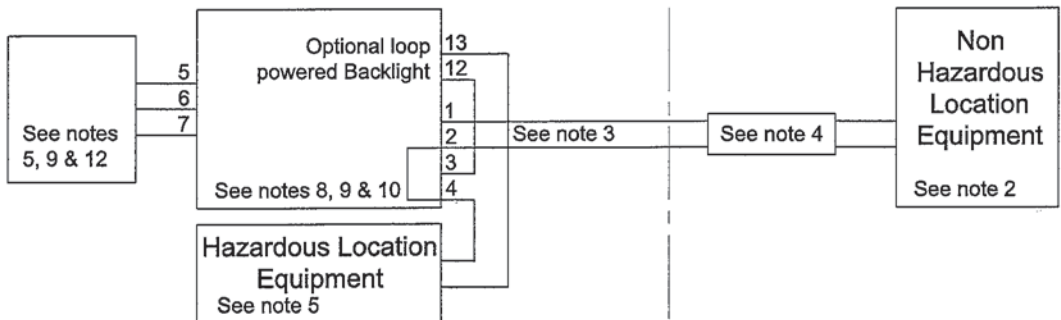 See notes
5, 9 & 12
5
6
7
Optional loop
powered Backlight
13
12
1
2
3
4
See notes 8, 9 & 10
Hazardous Location
Equipment
See note 5
See note 3
See note 4
Non
Hazardous
Location
Equipment
See note 2